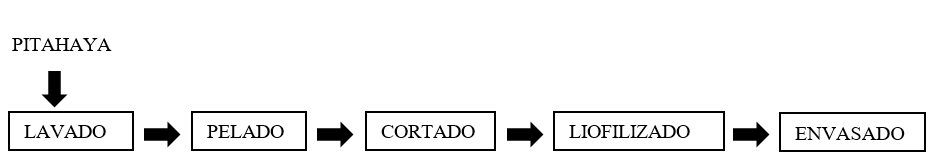 PITAHAYA
LAVADO
PELADO
CORTADO
LIOFILIZADO
ENVASADO